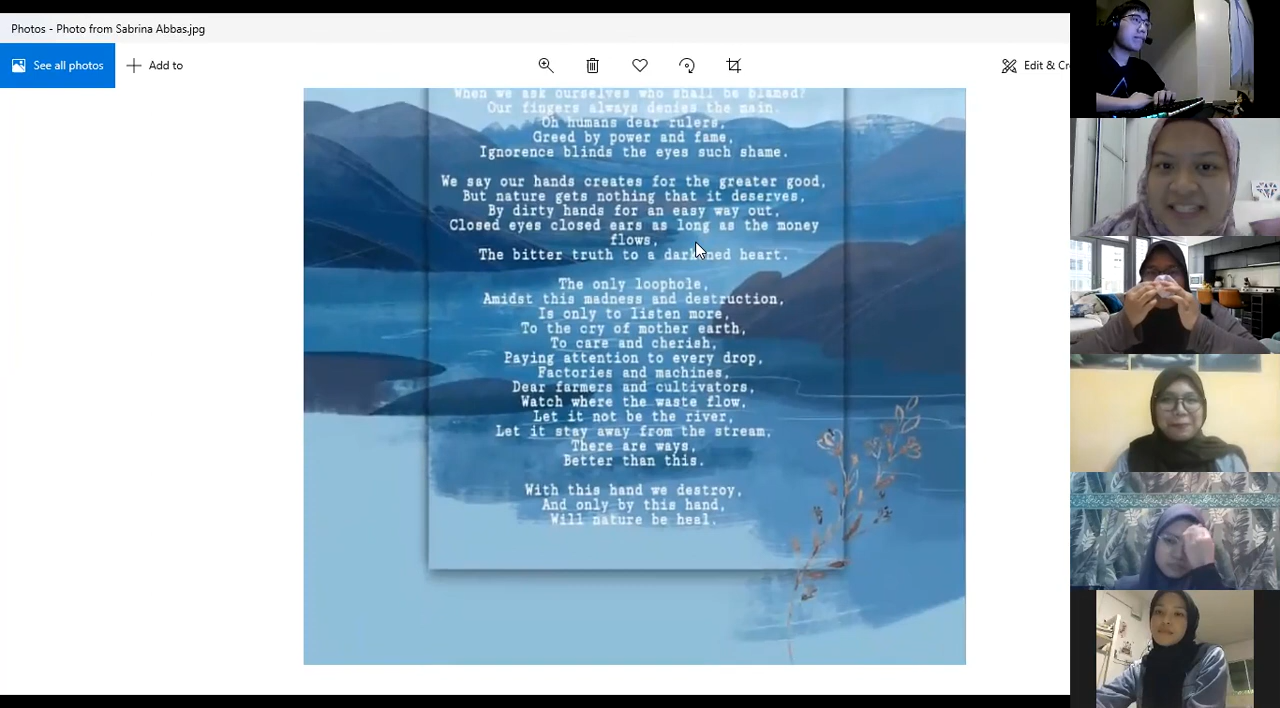 Photos - Photo from Sabrina Abbas.jpg
See all photos
Add to
Edit & Cr
When we ask ourselves who shall be blamed?
Our fingers always denies the main.
Oh humans dear rulers,
Greed by power and fame,
Ignorence blinds the eyes such shame.
We say our hands creates for the greater good,
But nature gets nothing that it deserves,
By dirty hands for an easy way out,
Closed eyes closed ears as long as the money
flows,
The bitter truth to a darkened heart.
The only loophole,
Amidst this madness and destruction,
Is only to listen more,
To the cry of mother earth,
To care and cherish,
Paying attention to every drop,
Factories and machines,
Dear farmers and cultivators,
Watch where the waste flow,
Let it not be the river,
Let it stay away from the stream,
There are ways,
Better than this.
With this hand we destroy,
And only by this hand,
Will nature be heal.